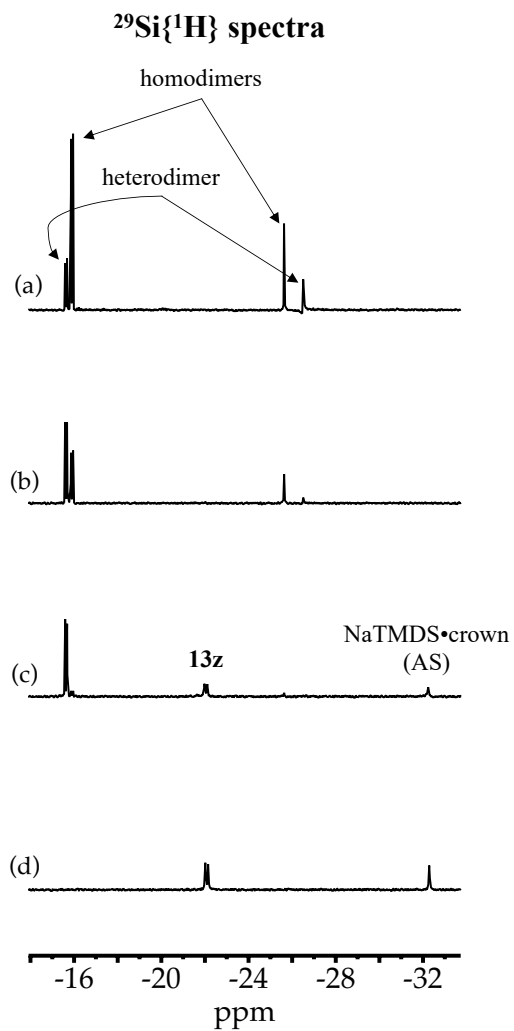 ²⁹Si{¹H} spectra
homodimers
heterodimer
(a)
(b)
NaTMDS•crown
(AS)
13z
(c)
(d)
-16 -20 -24 -28 -32
ppm